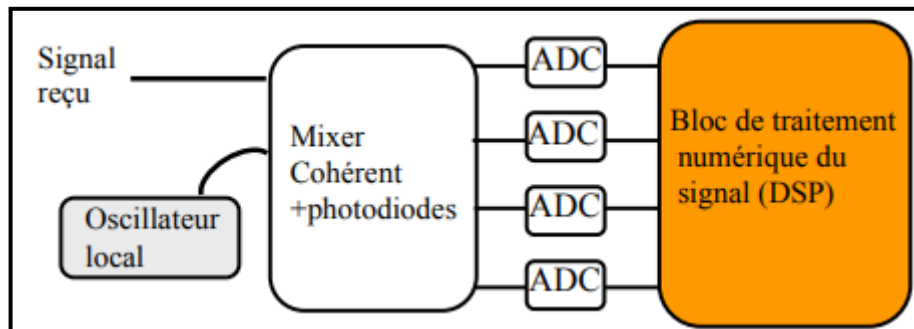 Signal
reçu
Oscillateur
local
Mixer
Cohérent
+photodiodes
ADC
ADC
ADC
ADC
Bloc de traitement
numérique du
signal (DSP)